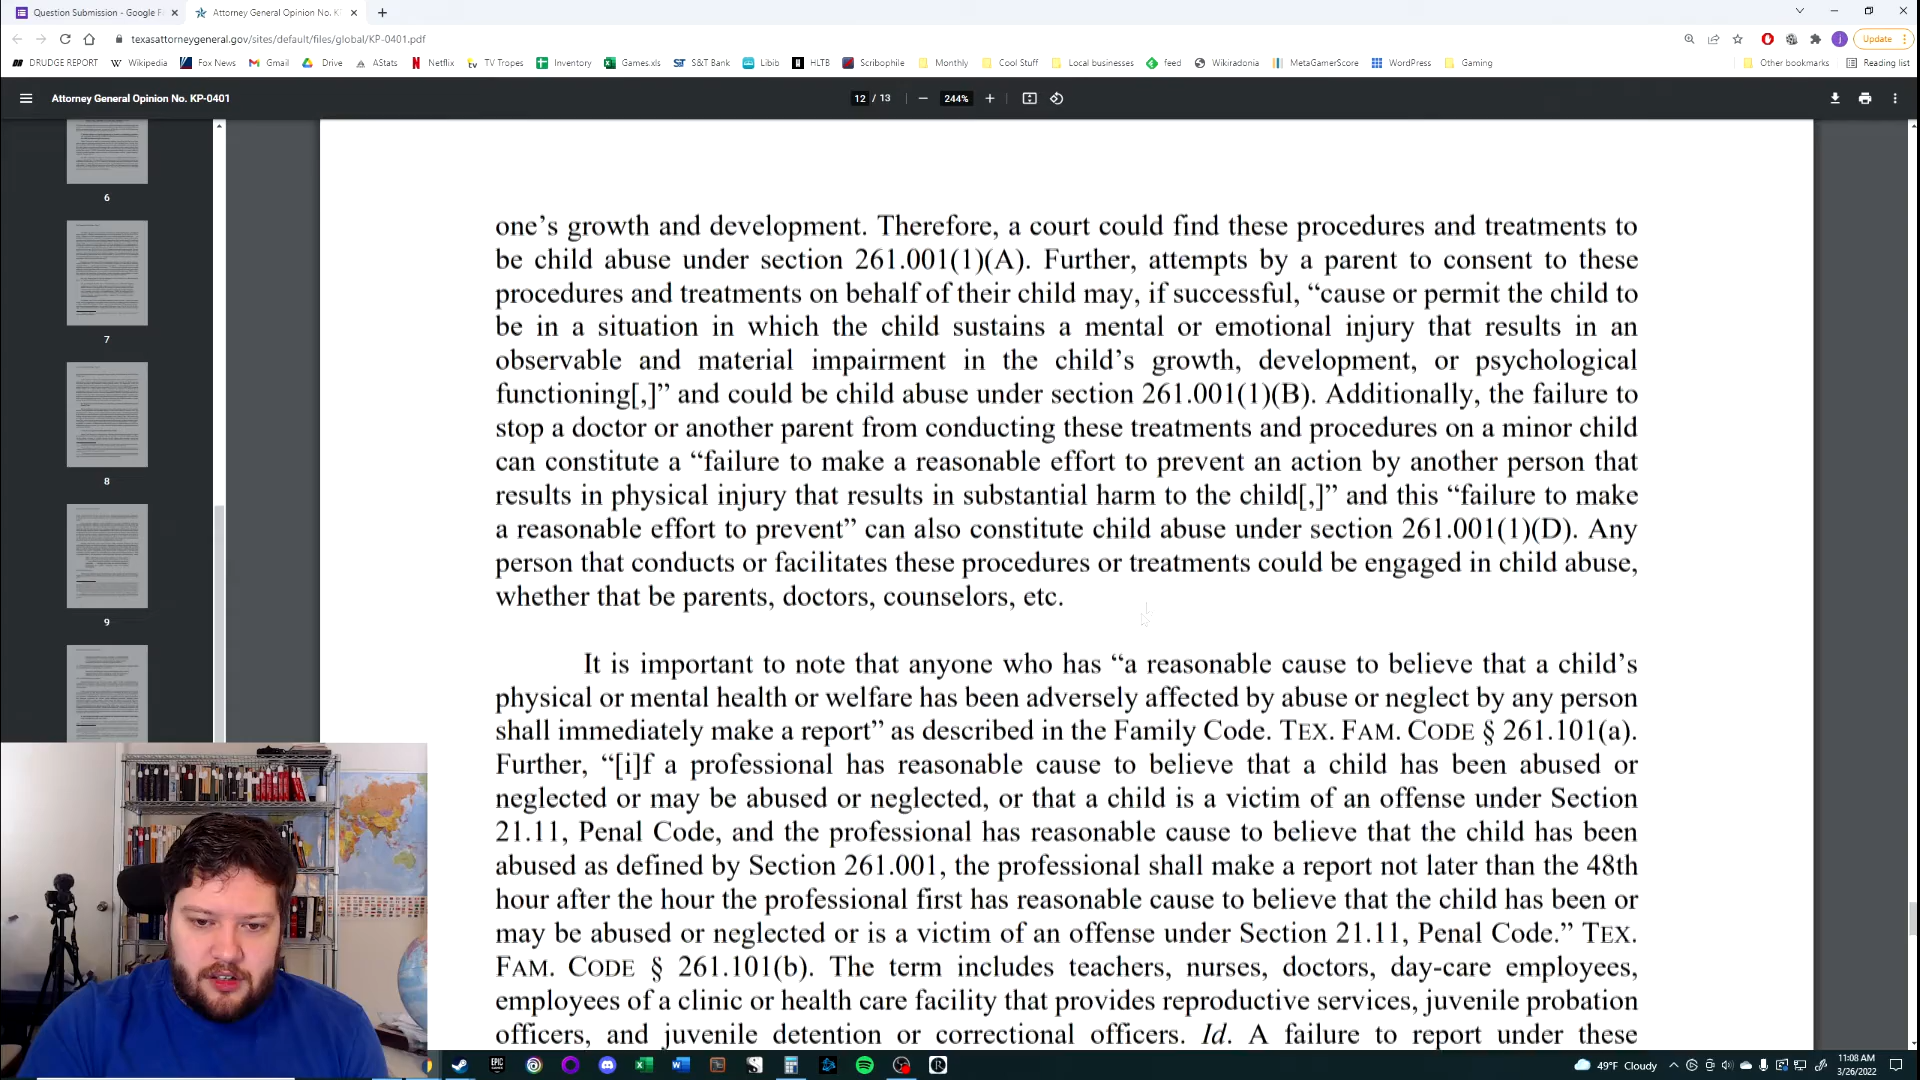 Question Submission - Google F
Attorney General Opinion No. K
texasattorneygeneral.gov/sites/default/files/global/KP-0401.pdf
Update
DRUDGE REPORT Wikipedia Fox News Gmail Drive AStats Netflix TV Tropes Inventory Games.xls S&T Bank Libib HLTB Scribophile Monthly Cool Stuff Local businesses feed Wikiradonia MetaGamerScore WordPress Gaming Other bookmarks Reading list
Attorney General Opinion No. KP-0401
12 / 13
244%
6
7
8
9
one's growth and development. Therefore, a court could find these procedures and treatments to
be child abuse under section 261.001(1)(A). Further, attempts by a parent to consent to these
procedures and treatments on behalf of their child may, if successful, “cause or permit the child to
be in a situation in which the child sustains a mental or emotional injury that results in an
observable and material impairment in the child’s growth, development, or psychological
functioning[,]” and could be child abuse under section 261.001(1)(B). Additionally, the failure to
stop a doctor or another parent from conducting these treatments and procedures on a minor child
can constitute a “failure to make a reasonable effort to prevent an action by another person that
results in physical injury that results in substantial harm to the child[,]” and this “failure to make
a reasonable effort to prevent” can also constitute child abuse under section 261.001(1)(D). Any
person that conducts or facilitates these procedures or treatments could be engaged in child abuse,
whether that be parents, doctors, counselors, etc.
It is important to note that anyone who has “a reasonable cause to believe that a child’s
physical or mental health or welfare has been adversely affected by abuse or neglect by any person
shall immediately make a report” as described in the Family Code. TEX. FAM. CODE § 261.101(a).
Further, “[i]f a professional has reasonable cause to believe that a child has been abused or
neglected or may be abused or neglected, or that a child is a victim of an offense under Section
21.11, Penal Code, and the professional has reasonable cause to believe that the child has been
abused as defined by Section 261.001, the professional shall make a report not later than the 48th
hour after the hour the professional first has reasonable cause to believe that the child has been or
may be abused or neglected or is a victim of an offense under Section 21.11, Penal Code.” TEX.
FAM. CODE § 261.101(b). The term includes teachers, nurses, doctors, day-care employees,
employees of a clinic or health care facility that provides reproductive services, juvenile probation
officers, and juvenile detention or correctional officers. Id. A failure to report under these
49°F Cloudy
11:08 AM
3/26/2022